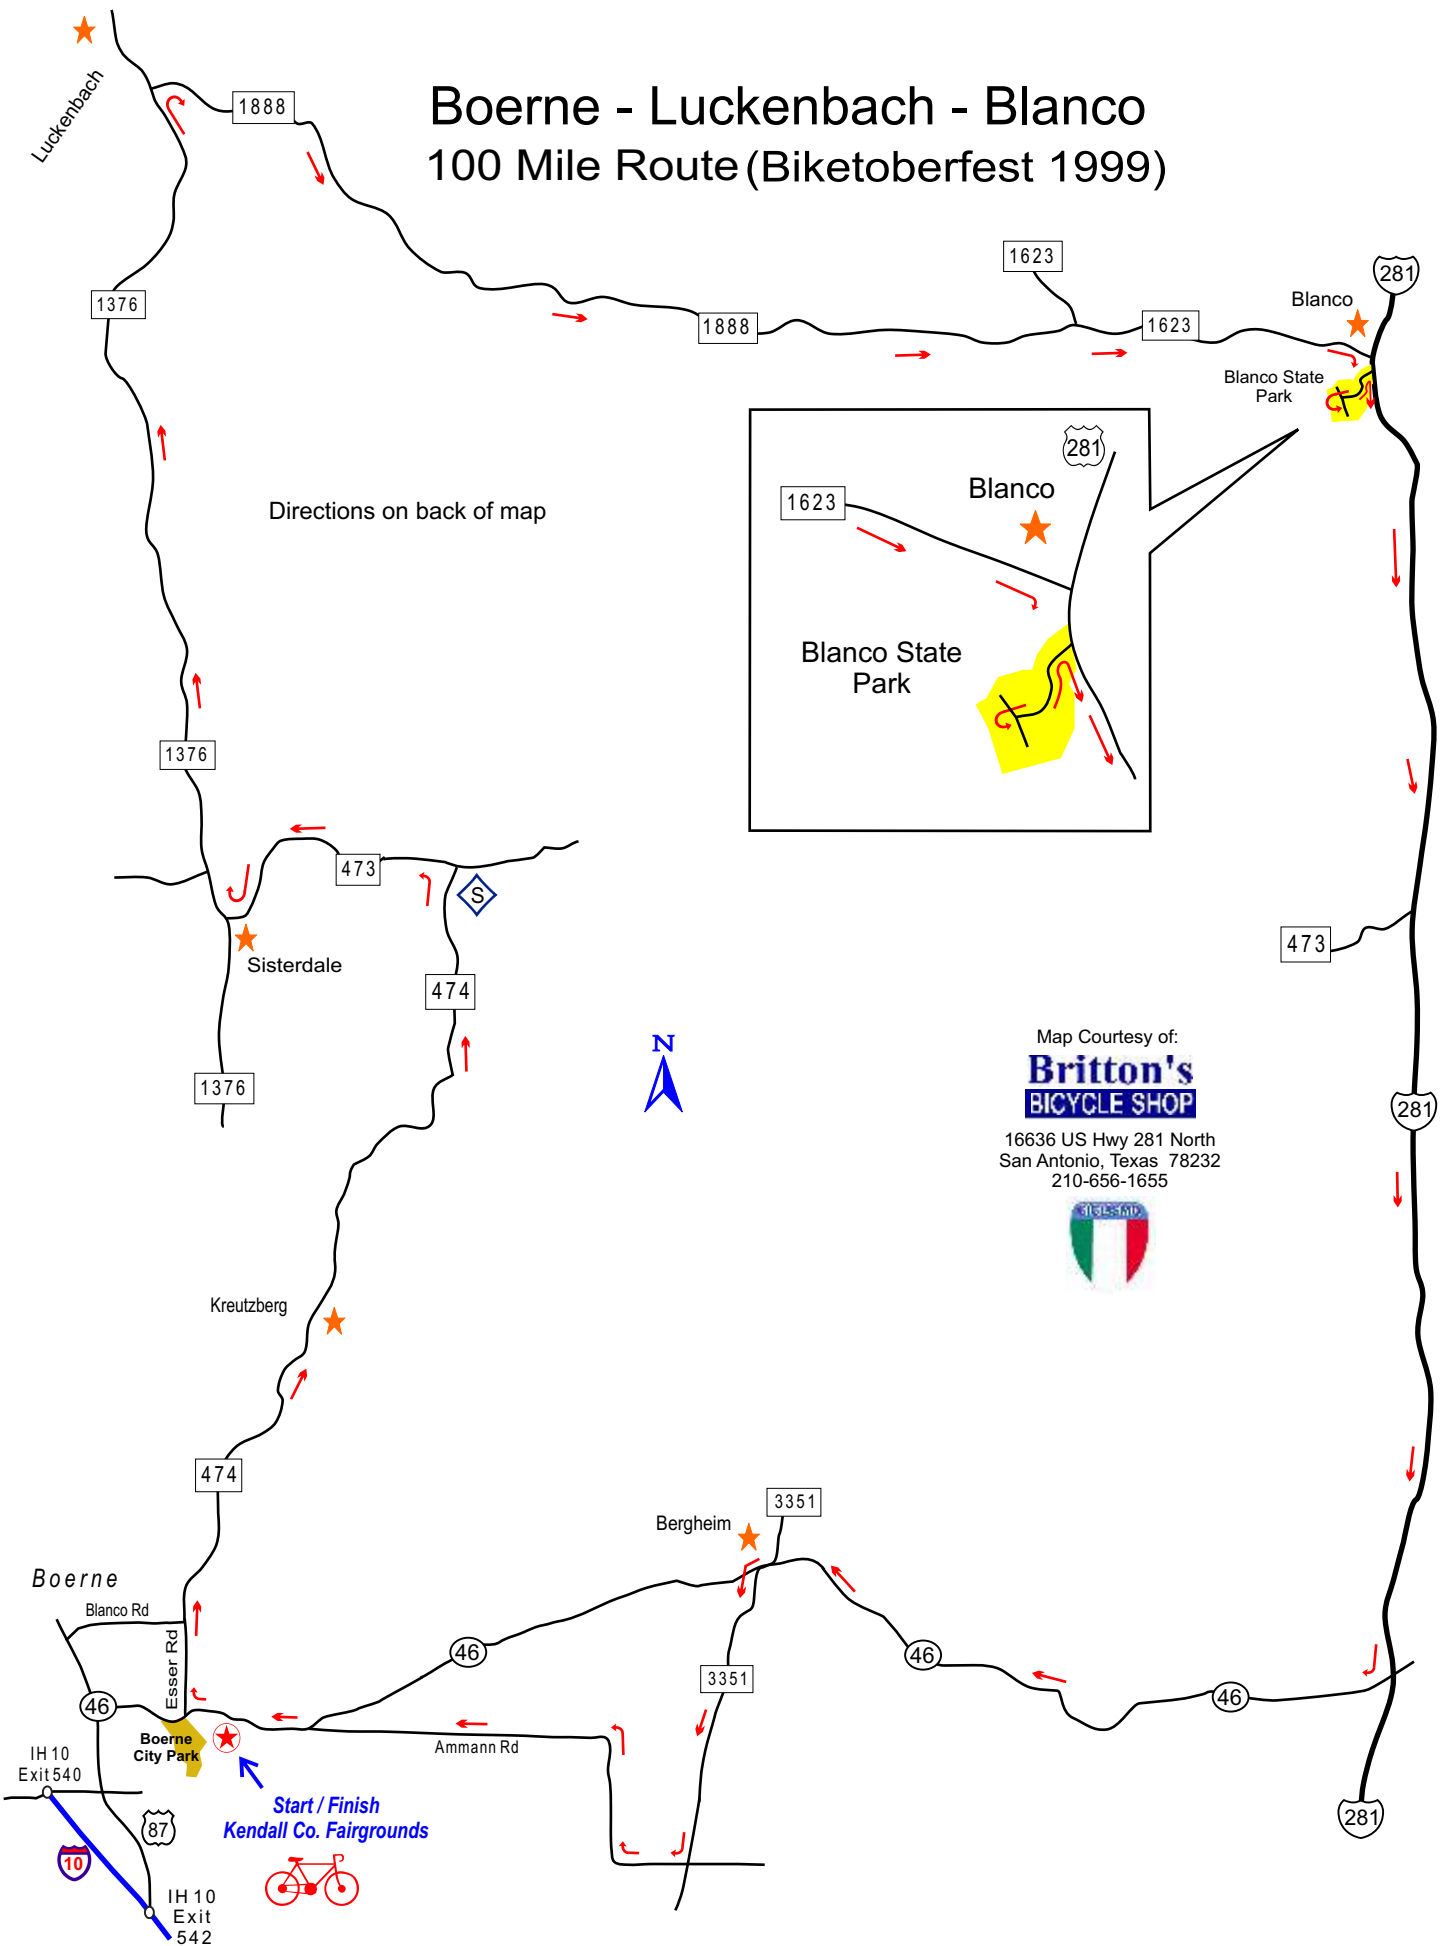 Luckenbach
1888
Boerne - Luckenbach - Blanco
100 Mile Route (Biketoberfest 1999)
1623
281
1376
Blanco
1888
1623
Blanco State
Park
281
Blanco
1623
Directions on back of map
Blanco State
Park
1376
473
S
473
Sisterdale
474
1376
N
Map Courtesy of:
Britton's
BICYCLE SHOP
16636 US Hwy 281 North
San Antonio, Texas 78232
210-656-1655
281
Kreutzberg
474
3351
Bergheim
Boerne
Blanco Rd
Esser Rd
46
46
3351
46
46
Boerne
City Park
Ammann Rd
IH 10
Exit 540
Start / Finish
Kendall Co. Fairgrounds
87
281
10
IH 10
Exit
542